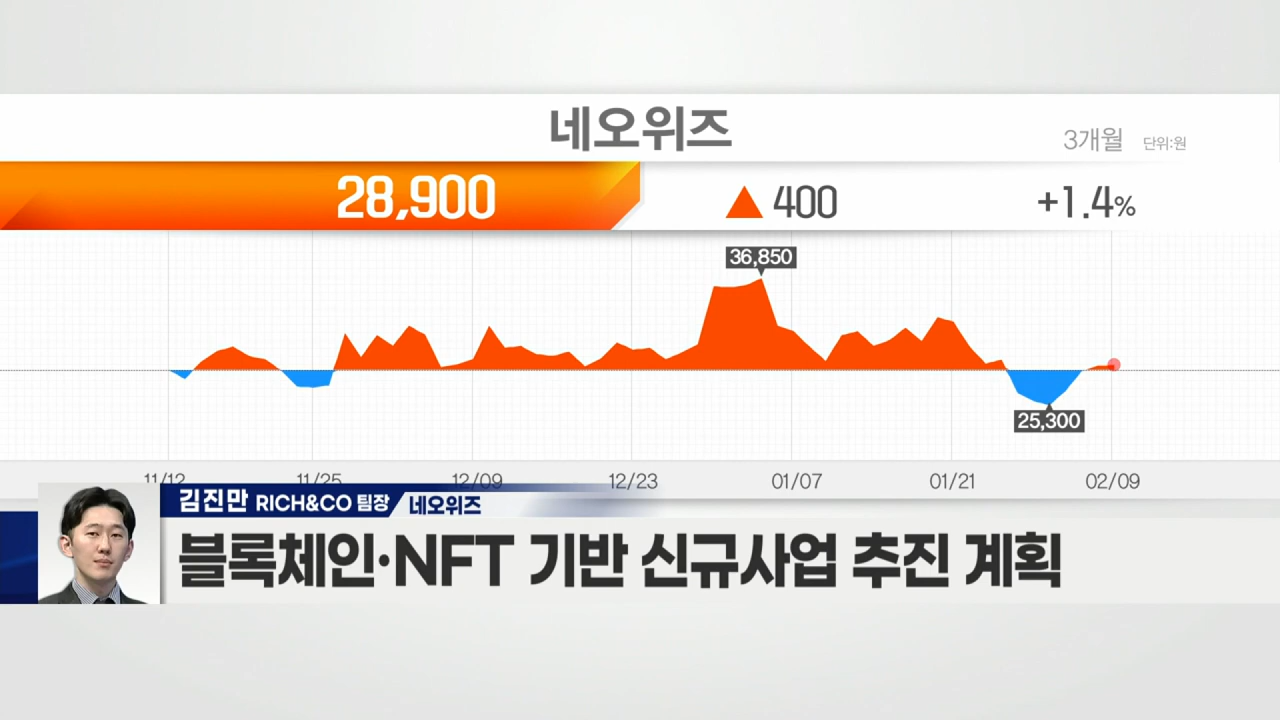 네오위즈
3개월 단위:원
28,900 ▲ 400 +1.4%
36,850
25,300
11/12 11/25 12/09 12/23 01/07 01/21 02/09
김진만 RICH&CO 팀장 네오위즈
블록체인·NFT 기반 신규사업 추진 계획